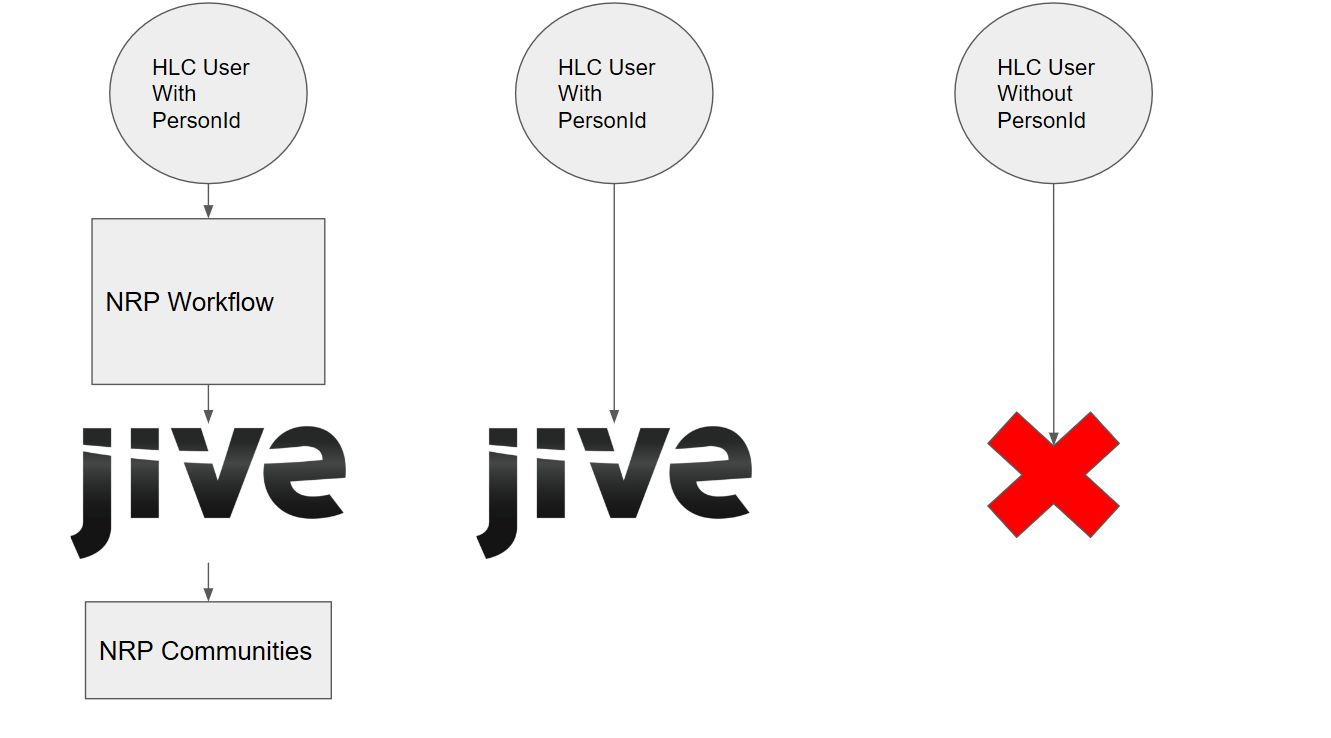 HLC User
With
PersonId
HLC User
With
PersonId
HLC User
Without
PersonId
NRP Workflow
jive
jive
NRP Communities